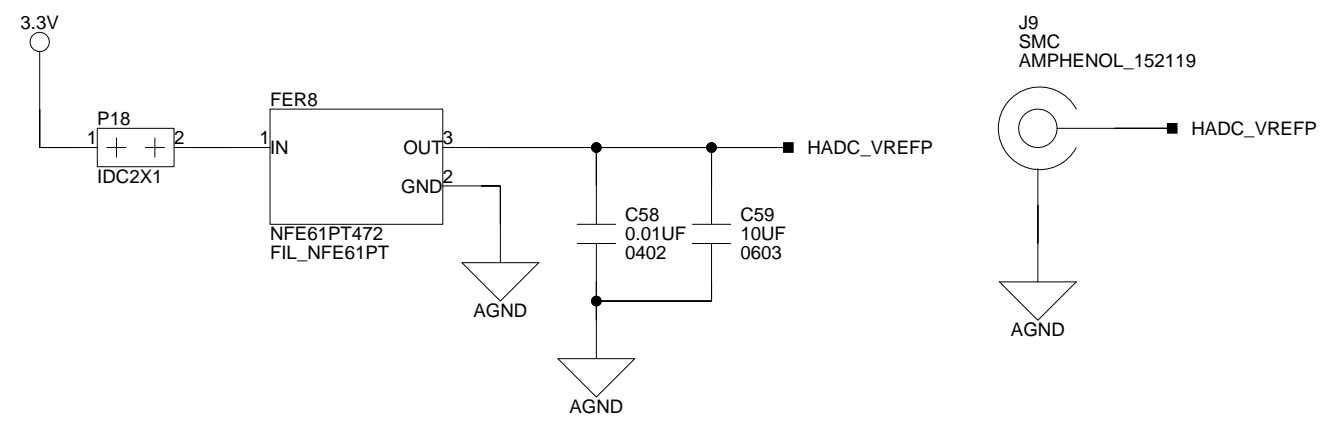 3.3V
P18
1
2
IDC2X1
FER8
1
IN
OUT
3
GND
2
NFE61PT472
FIL_NFE61PT
AGND
C58
0.01UF
0402
C59
10UF
0603
AGND
HADC_VREFP
J9
SMC
AMPHENOL_152119
HADC_VREFP
AGND